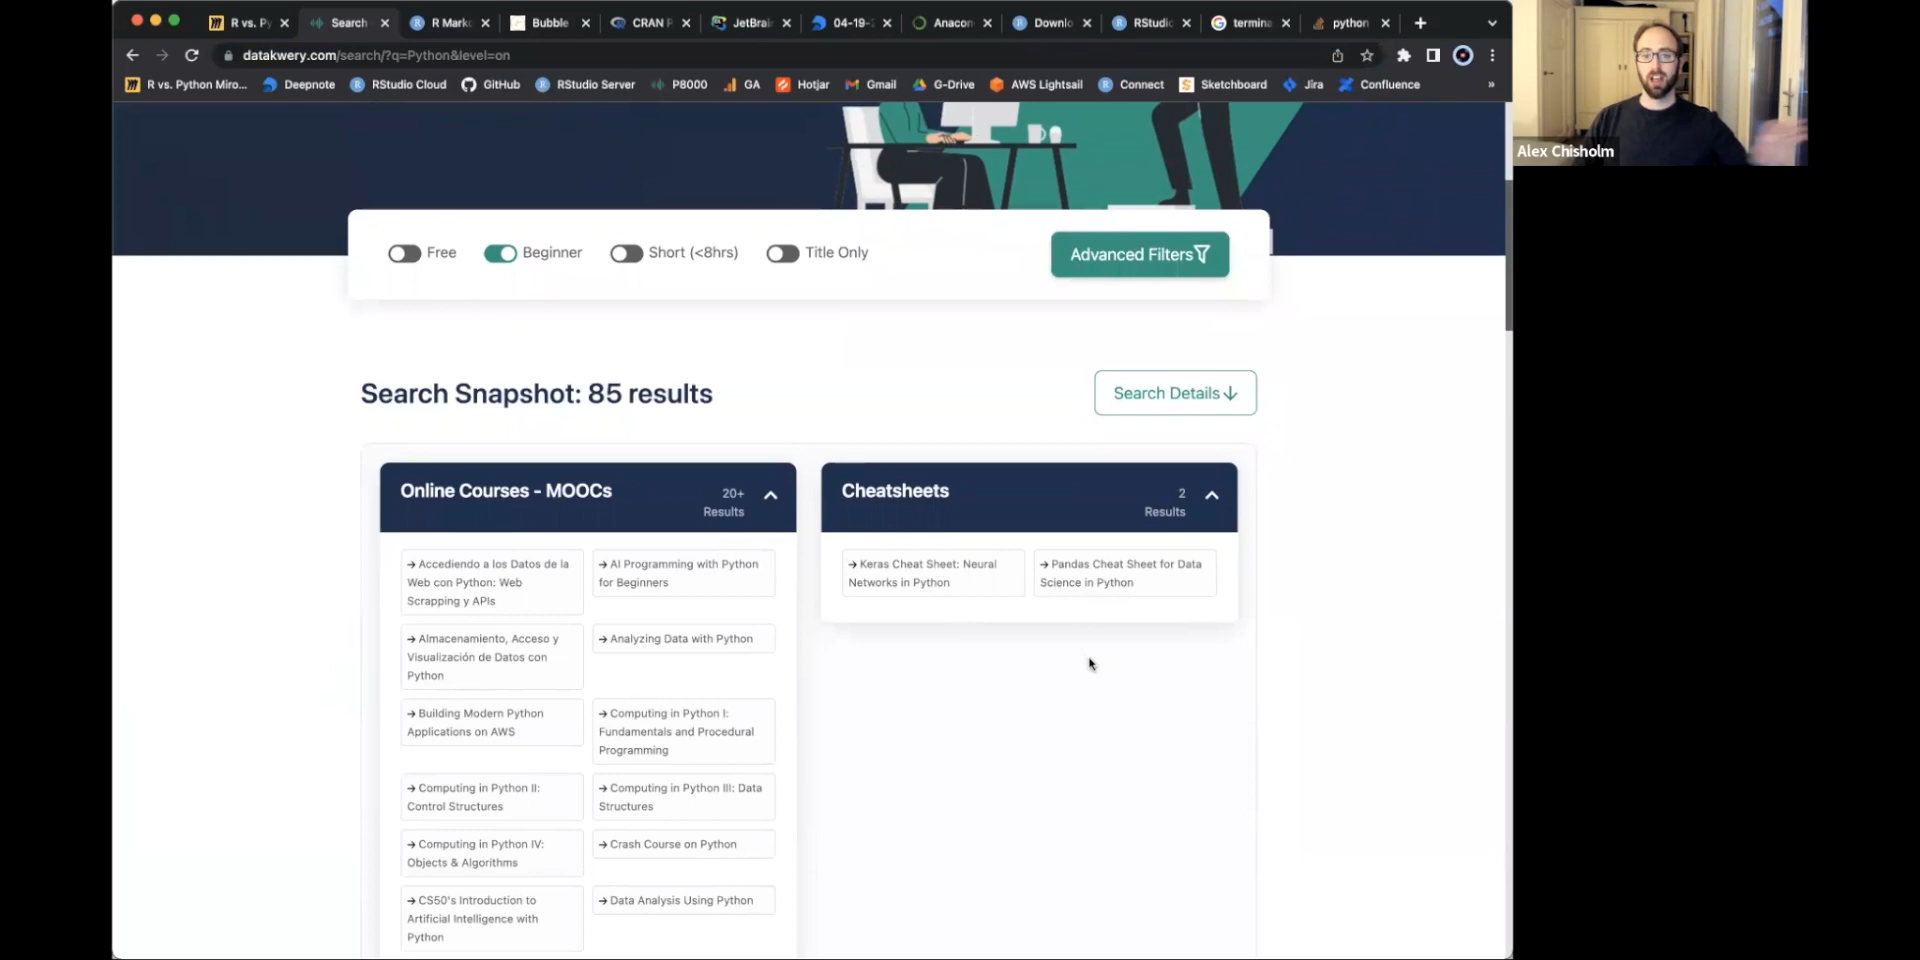 R vs. Py
Search
R Mark
Bubble
CRAN P
JetBrai
04-19-2
Anacon
Downlo
RStudio
termina
python
datakwery.com/search/?q=Python&level=on
R vs. Python Miro...
Deepnote
RStudio Cloud
GitHub
RStudio Server
P8000
GA
Hotjar
Gmail
G-Drive
AWS Lightsail
Connect
Sketchboard
Jira
Confluence
»
Alex Chisholm
Free
Beginner
Short (<8hrs)
Title Only
Advanced Filters
Search Snapshot: 85 results
Search Details
Online Courses - MOOCs
20+
Results
→ Accediendo a los Datos de la
Web con Python: Web
Scrapping y APIs
→ AI Programming with Python
for Beginners
→ Almacenamiento, Acceso y
Visualización de Datos con
Python
→ Analyzing Data with Python
→ Building Modern Python
Applications on AWS
→ Computing in Python I:
Fundamentals and Procedural
Programming
→ Computing in Python II:
Control Structures
→ Computing in Python III: Data
Structures
→ Computing in Python IV:
Objects & Algorithms
→ Crash Course on Python
→ CS50's Introduction to
Artificial Intelligence with
Python
→ Data Analysis Using Python
Cheatsheets
2
Results
→ Keras Cheat Sheet: Neural
Networks in Python
→ Pandas Cheat Sheet for Data
Science in Python